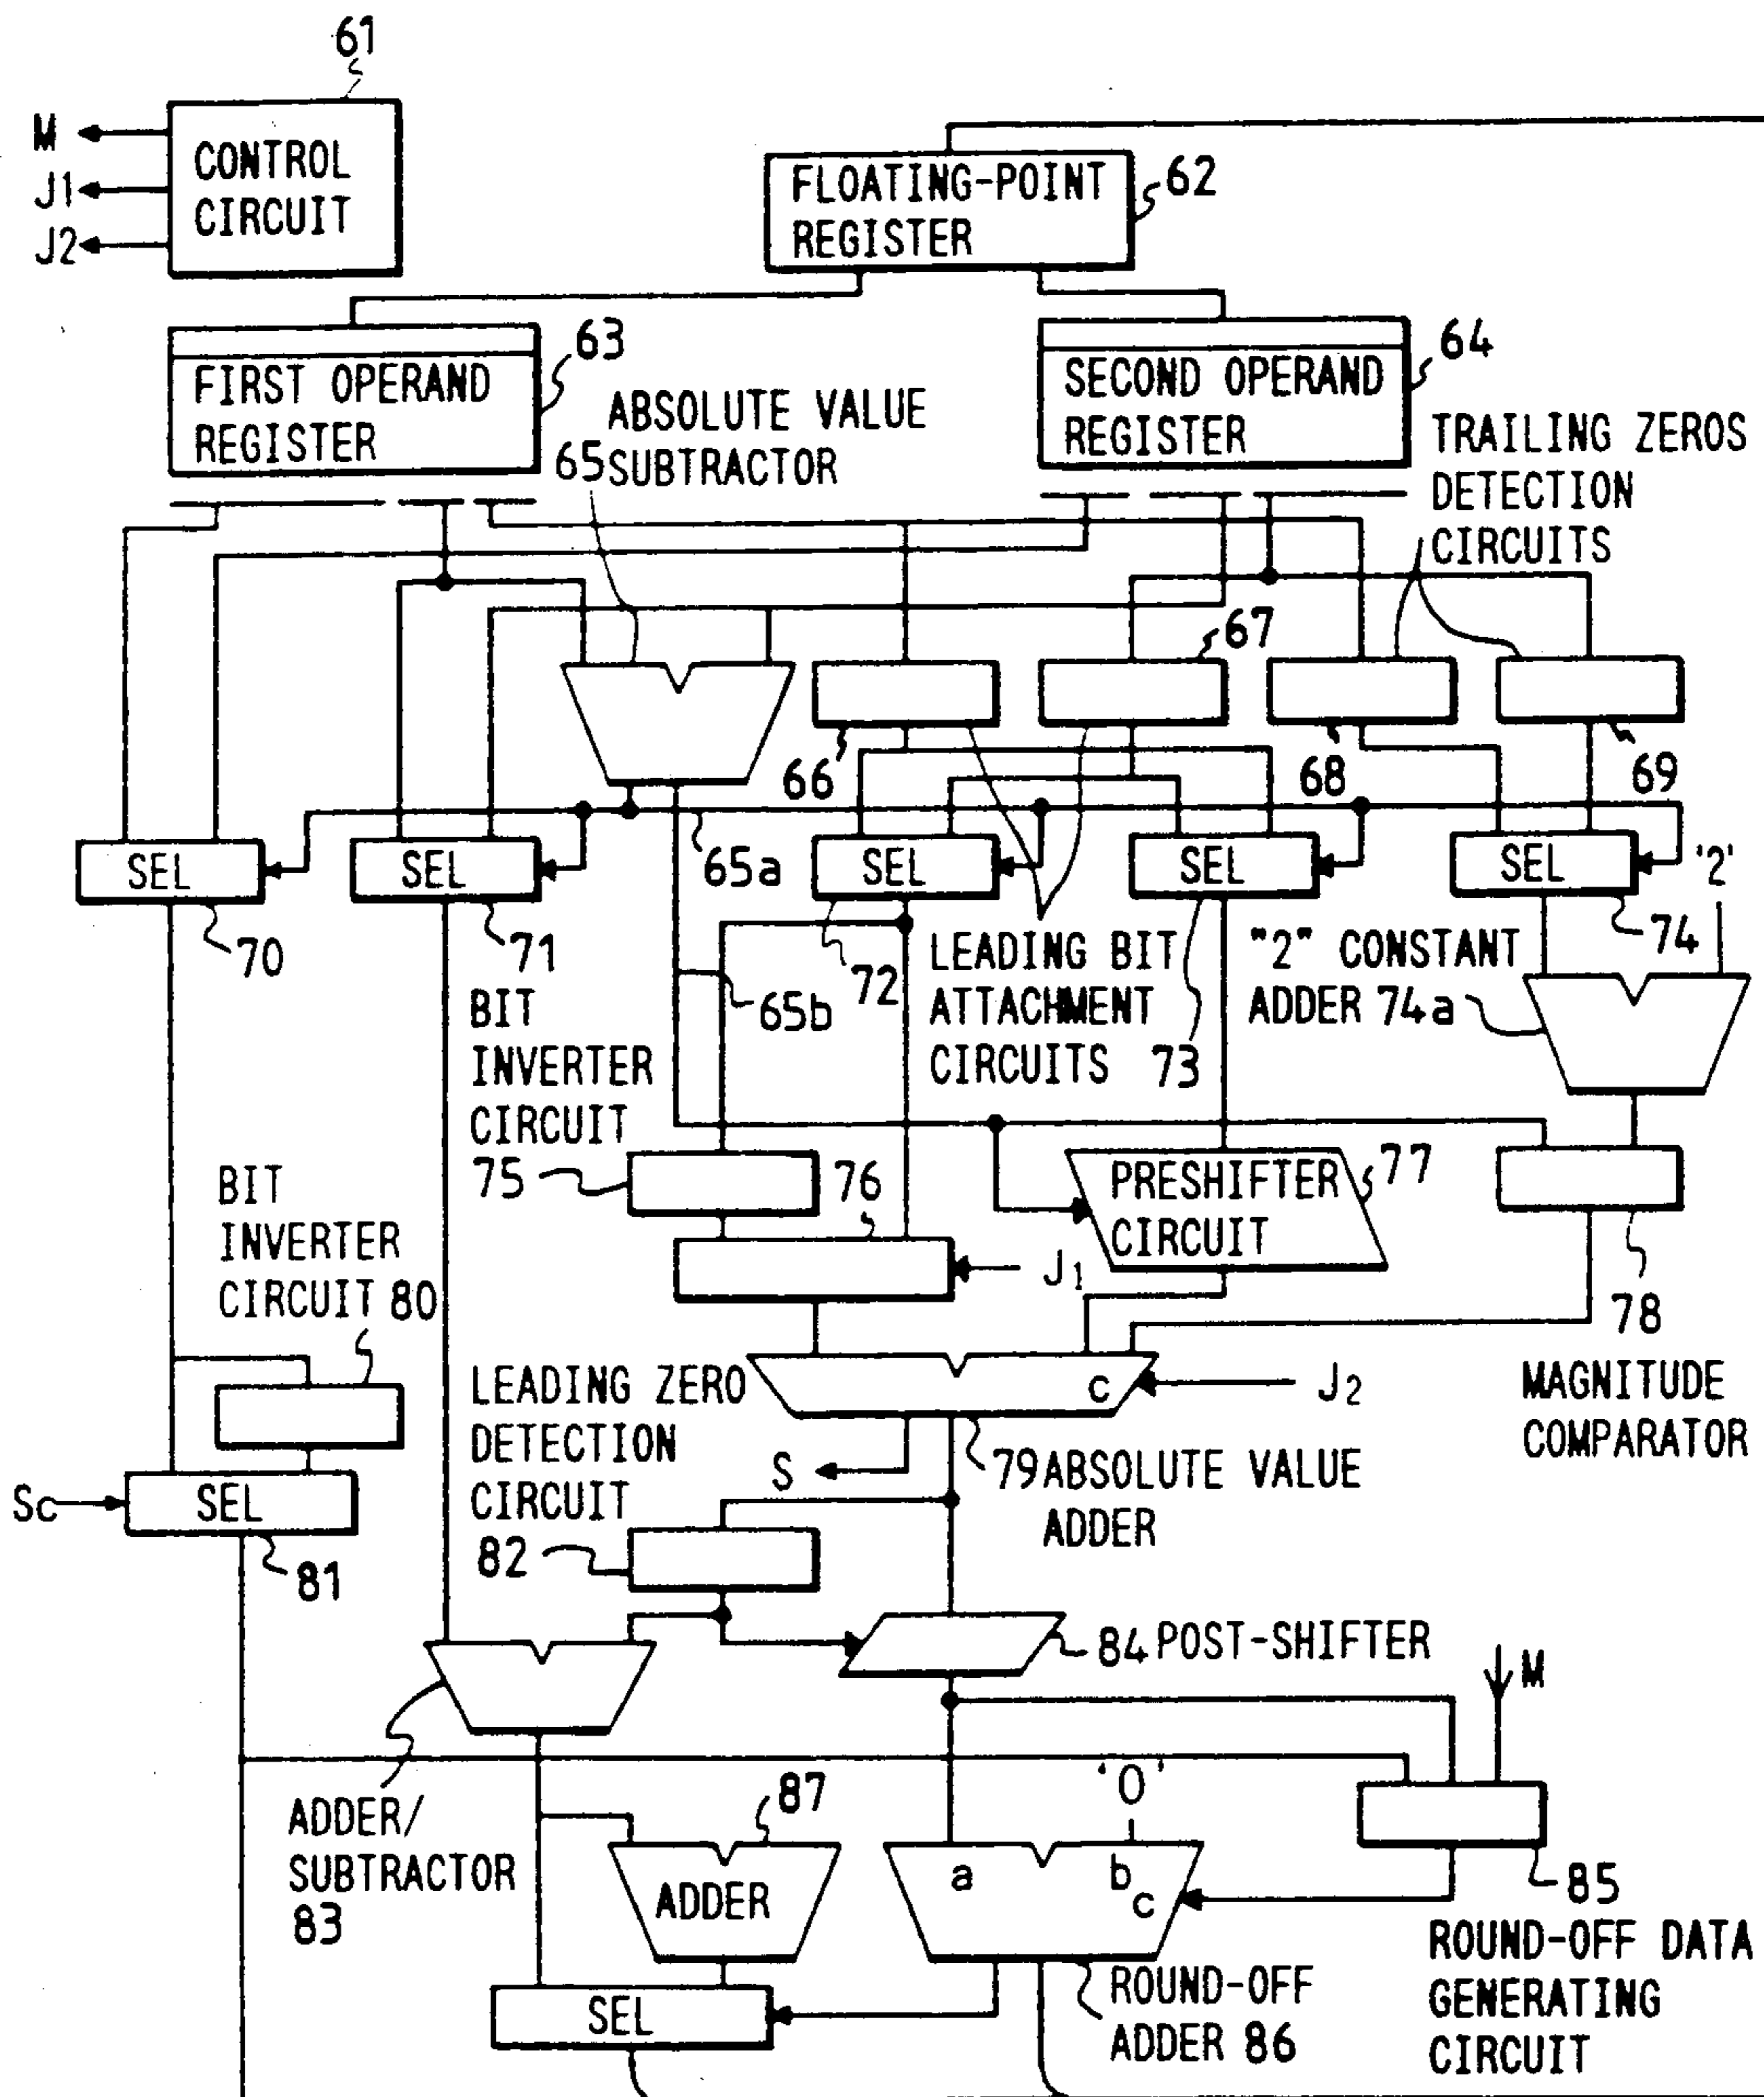 61
M
J1
J2
CONTROL
CIRCUIT
FLOATING-POINT
REGISTER
62
FIRST OPERAND
REGISTER
63
ABSOLUTE VALUE
65 SUBTRACTOR
SECOND OPERAND
REGISTER
64
TRAILING ZEROS
DETECTION
CIRCUITS
66
67
68
69
SEL
70
SEL
71
65a
65b
SEL
72
SEL
73
SEL
74
'2'
LEADING BIT
ATTACHMENT
CIRCUITS
"2" CONSTANT
ADDER 74a
BIT
INVERTER
CIRCUIT
75
76
J1
PRESHIFTER
CIRCUIT
77
78
MAGNITUDE
COMPARATOR
BIT
INVERTER
CIRCUIT 80
Sc
SEL
81
c
J2
S
79 ABSOLUTE VALUE
ADDER
LEADING ZERO
DETECTION
CIRCUIT
82
84 POST-SHIFTER
M
ADDER/
SUBTRACTOR
83
87
ADDER
'0'
a
b
c
85
ROUND-OFF DATA
GENERATING
CIRCUIT
ROUND-OFF
ADDER 86
SEL